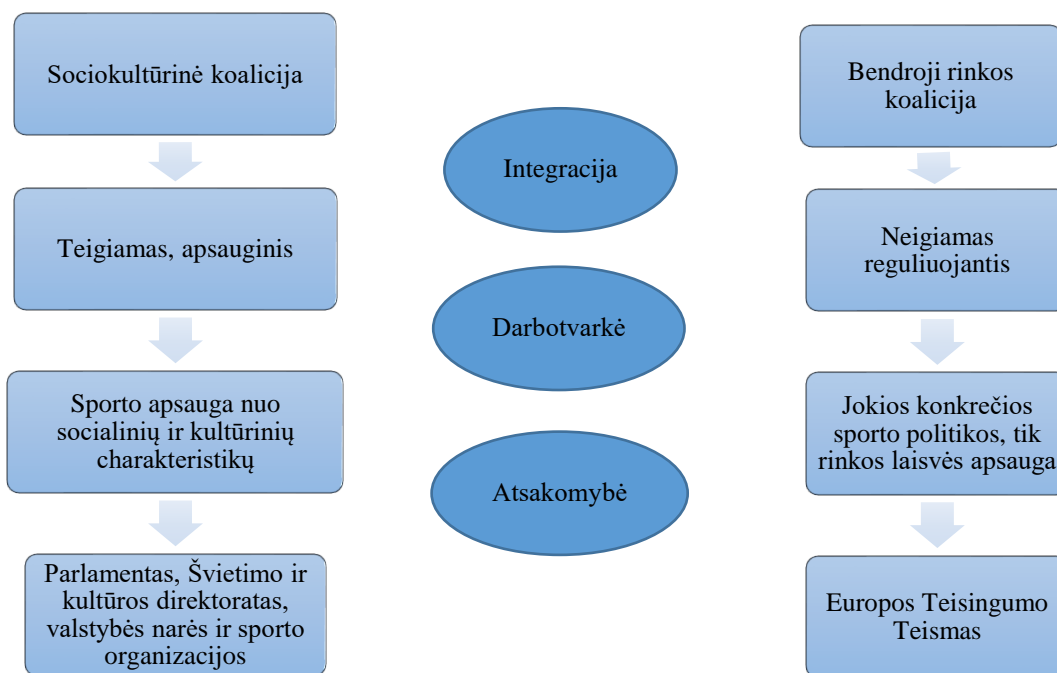 Sociokultūrinė koalicija
Teigiamas, apsauginis
Sporto apsauga nuo
socialinių ir kultūrinių
charakteristikų
Parlamentas, Švietimo ir
kultūros direktoratas,
valstybės narės ir sporto
organizacijos
Integracija
Darbotvarkė
Atsakomybė
Bendroji rinkos
koalicija
Neigiamas
reguliuojantis
Jokios konkrečios
sporto politikos, tik
rinkos laisvės apsauga
Europos Teisingumo
Teismas